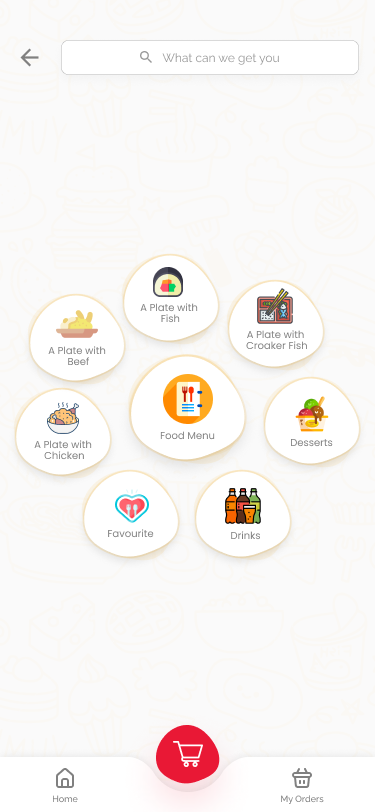 What can we get you
A Plate with
Fish
A Plate with
Croaker Fish
A Plate with
Beef
Food Menu
A Plate with
Chicken
Desserts
Favourite
Drinks
Home
My Orders